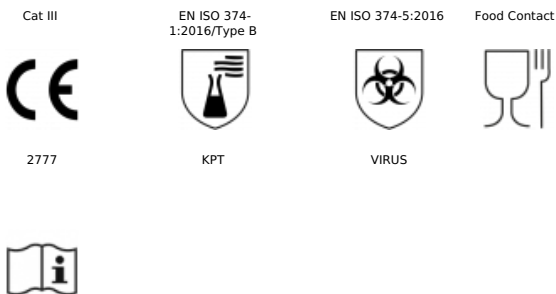 Cat III
EN ISO 374-
1:2016/Type B
EN ISO 374-5:2016
Food Contact
CE
2777
KPT
VIRUS
i